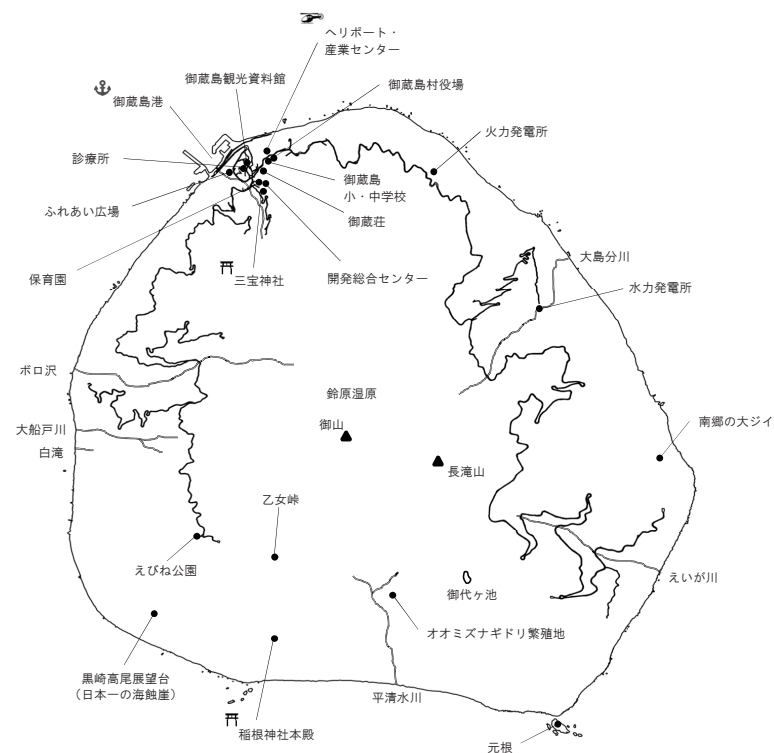 ヘリポート・
産業センター
御蔵島観光資料館
御蔵島村役場
御蔵島港
火力発電所
診療所
御蔵島
小・中学校
ふれあい広場
御蔵荘
大島分川
保育園
三宝神社
開発総合センター
水力発電所
ボロ沢
鈴原湿原
南郷の大ジイ
御山
大船戸川
白滝
長滝山
乙女峠
えびね公園
えいが川
御代ヶ池
オオミズナギドリ繁殖地
黒崎高尾展望台
（日本一の海蝕崖）
平清水川
稲根神社本殿
元根